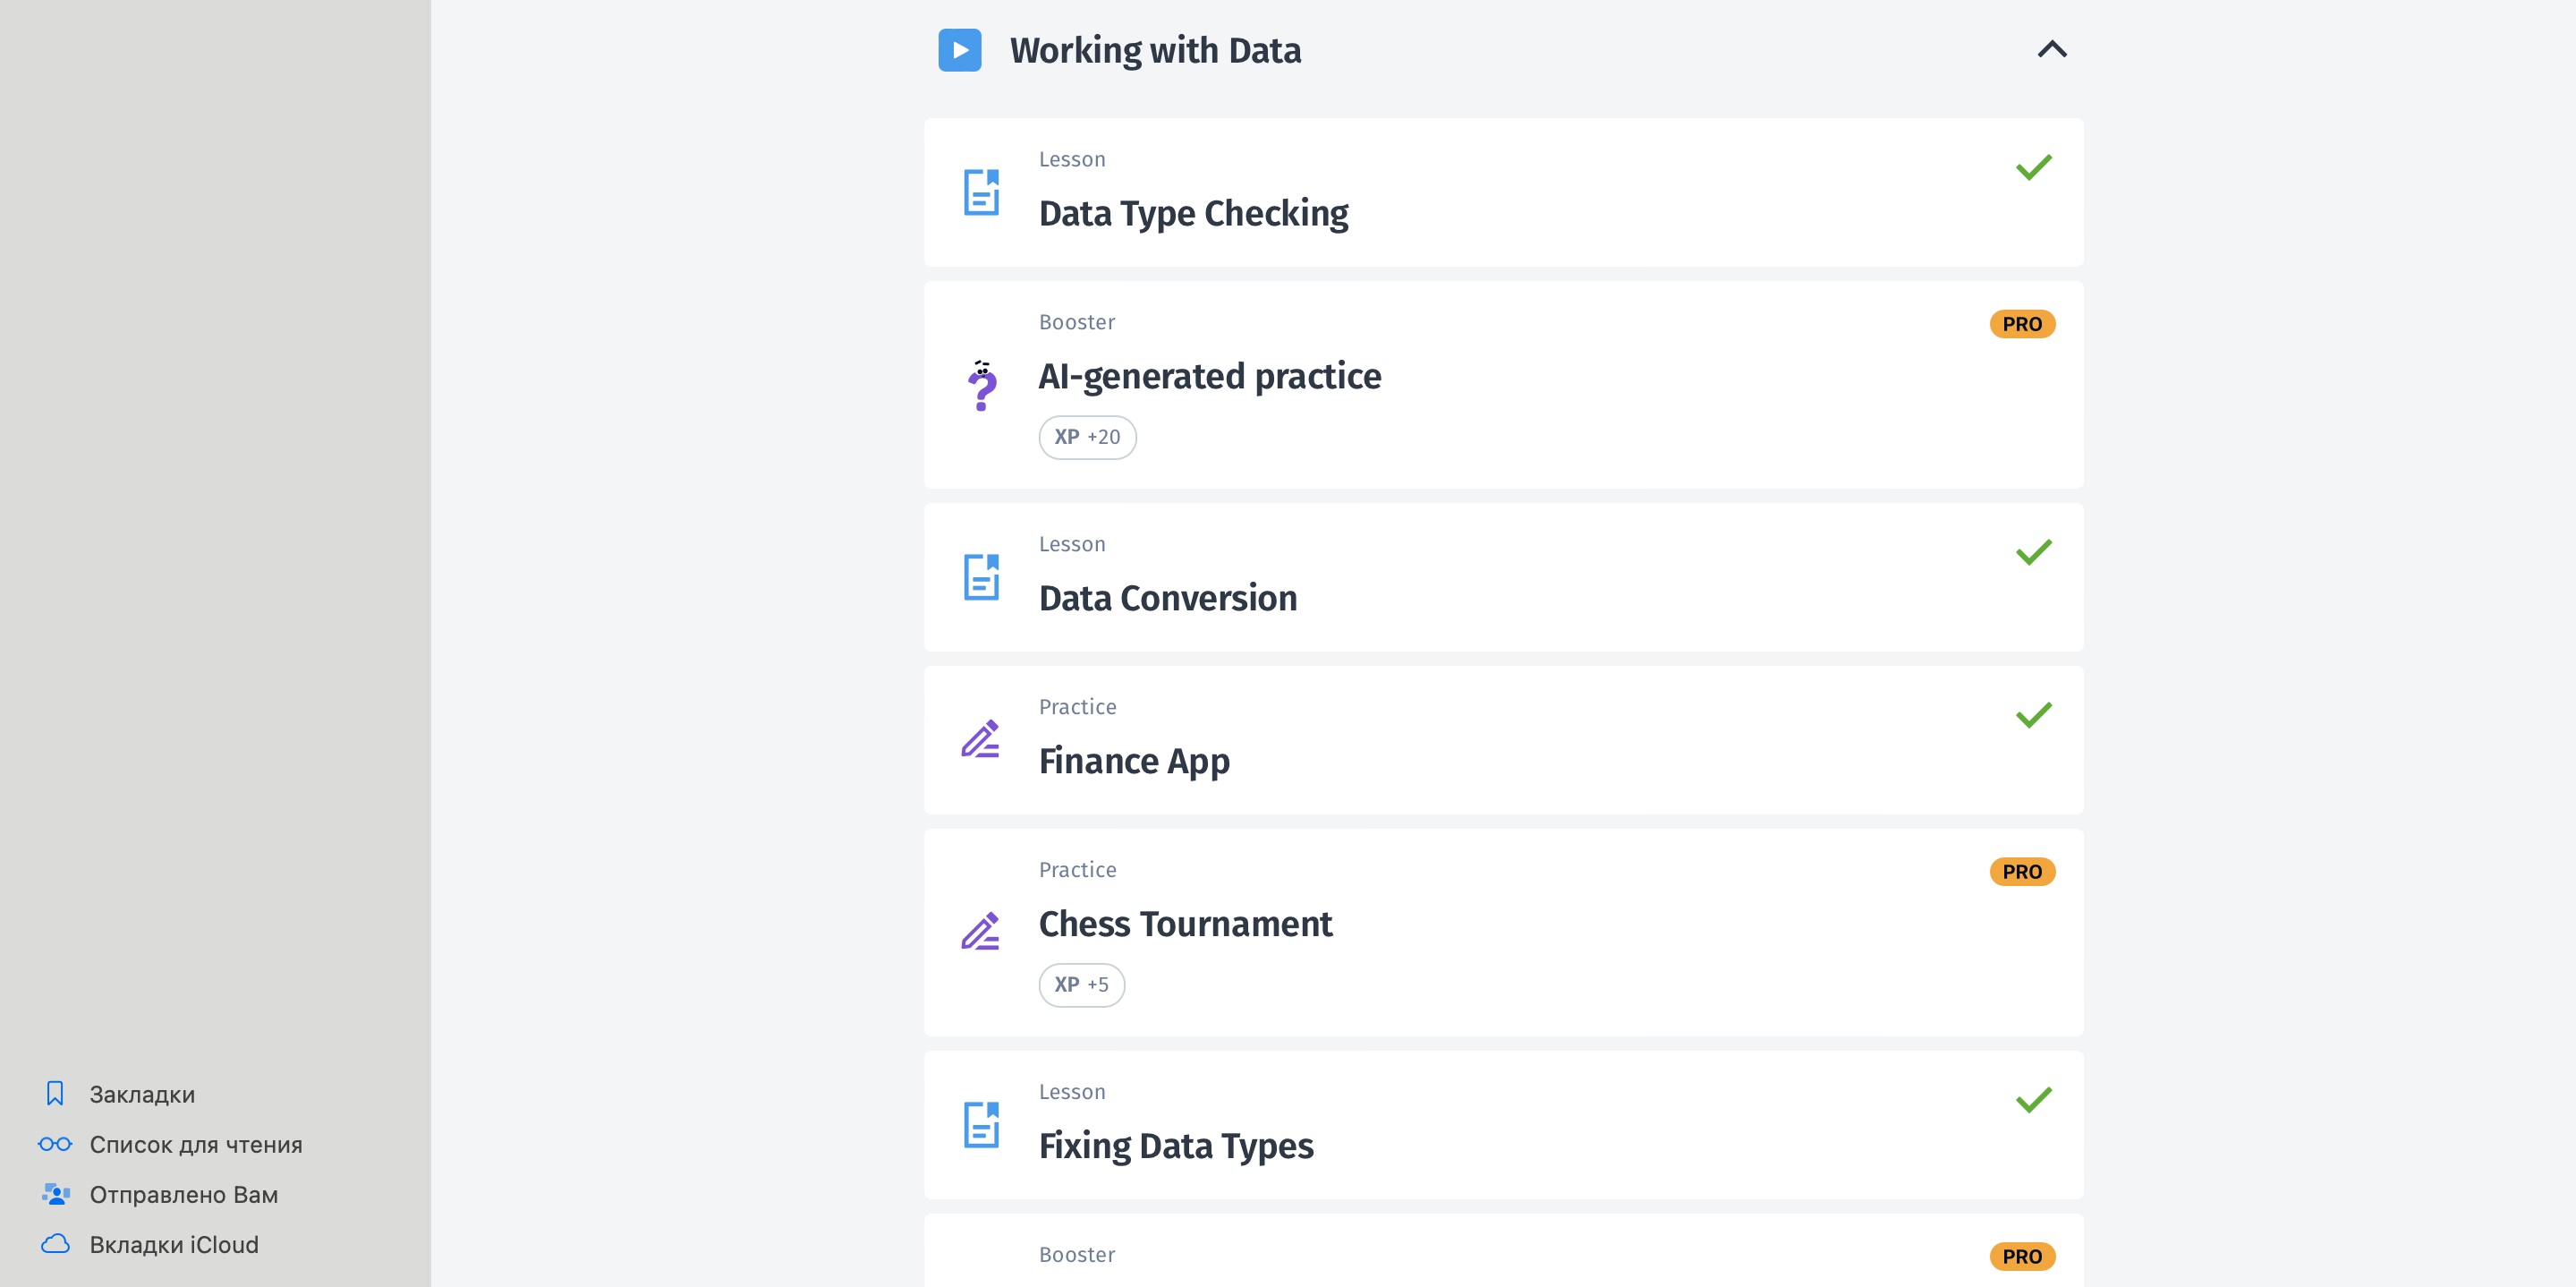 Working with Data
Lesson
Data Type Checking
Booster
PRO
AI-generated practice
XP +20
Lesson
Data Conversion
Practice
Finance App
Practice
PRO
Chess Tournament
XP +5
Lesson
Fixing Data Types
Booster
PRO
Закладки
Список для чтения
Отправлено Вам
Вкладки iCloud